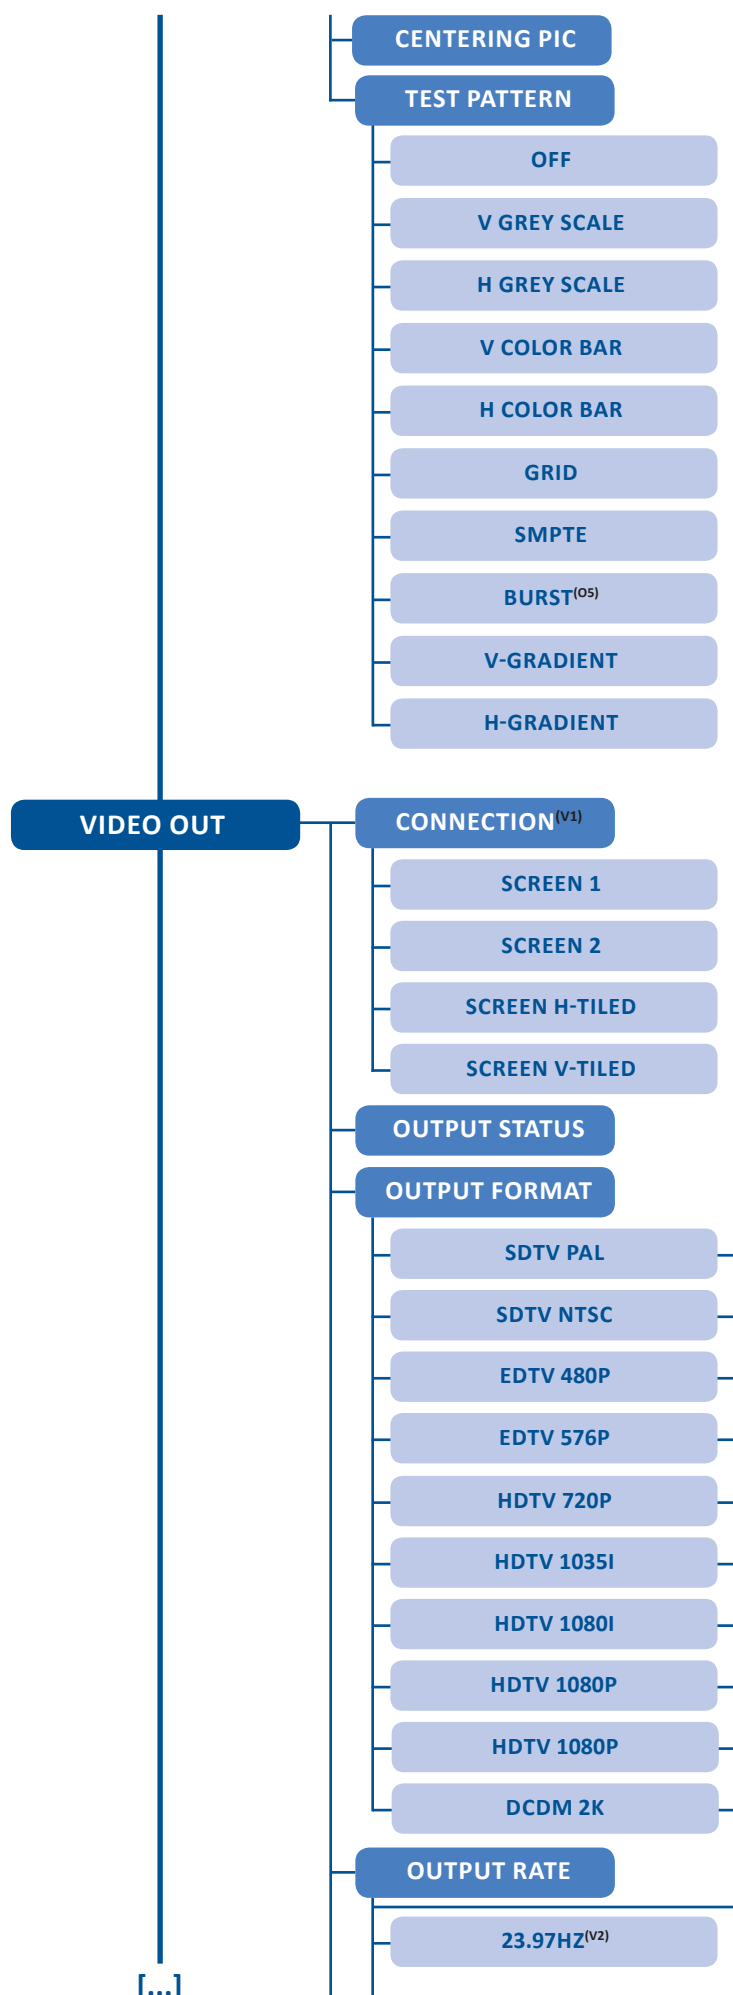 CENTERING PIC
TEST PATTERN
OFF
V GREY SCALE
H GREY SCALE
V COLOR BAR
H COLOR BAR
GRID
SMPTE
BURST(O5)
V-GRADIENT
H-GRADIENT
VIDEO OUT
CONNECTION(V1)
SCREEN 1
SCREEN 2
SCREEN H-TILED
SCREEN V-TILED
OUTPUT STATUS
OUTPUT FORMAT
SDTV PAL
SDTV NTSC
EDTV 480P
EDTV 576P
HDTV 720P
HDTV 1035I
HDTV 1080I
HDTV 1080P
HDTV 1080P
DCDM 2K
OUTPUT RATE
23.97HZ(V2)
[...]